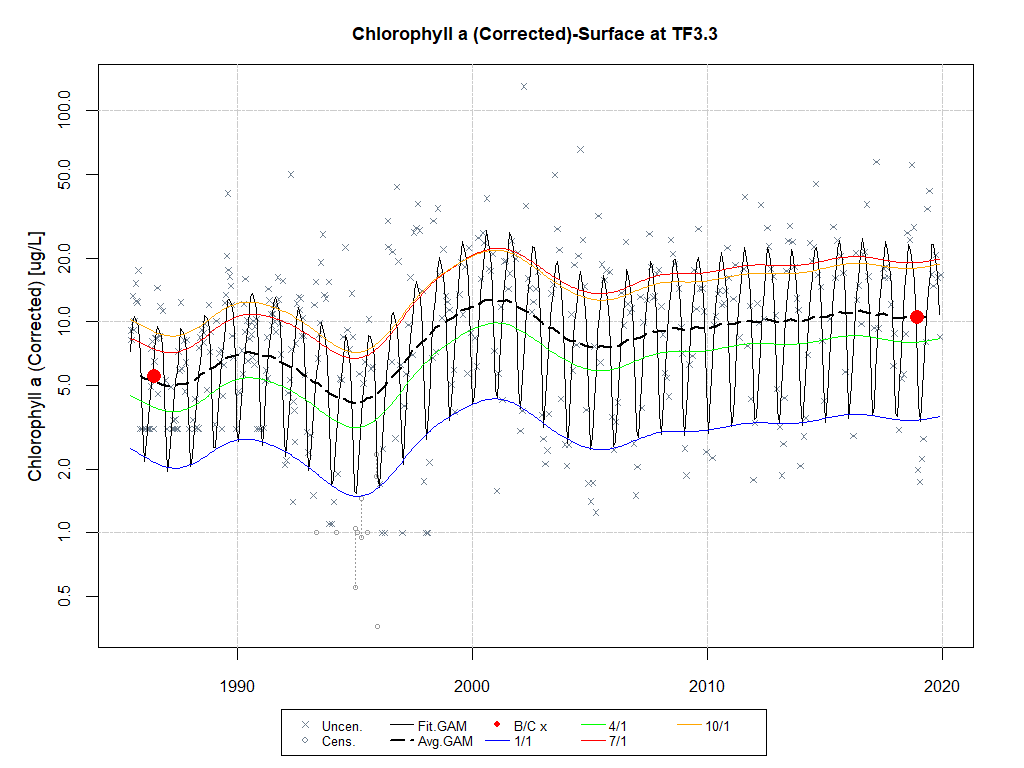 Chlorophyll a (Corrected)-Surface at TF3.3
Chlorophyll a (Corrected) [ug/L]
100.0
50.0
20.0
10.0
5.0
2.0
1.0
0.5
1990 2000 2010 2020
Uncen. Fit.GAM B/C x 4/1 10/1
Cens. Avg.GAM 1/1 7/1